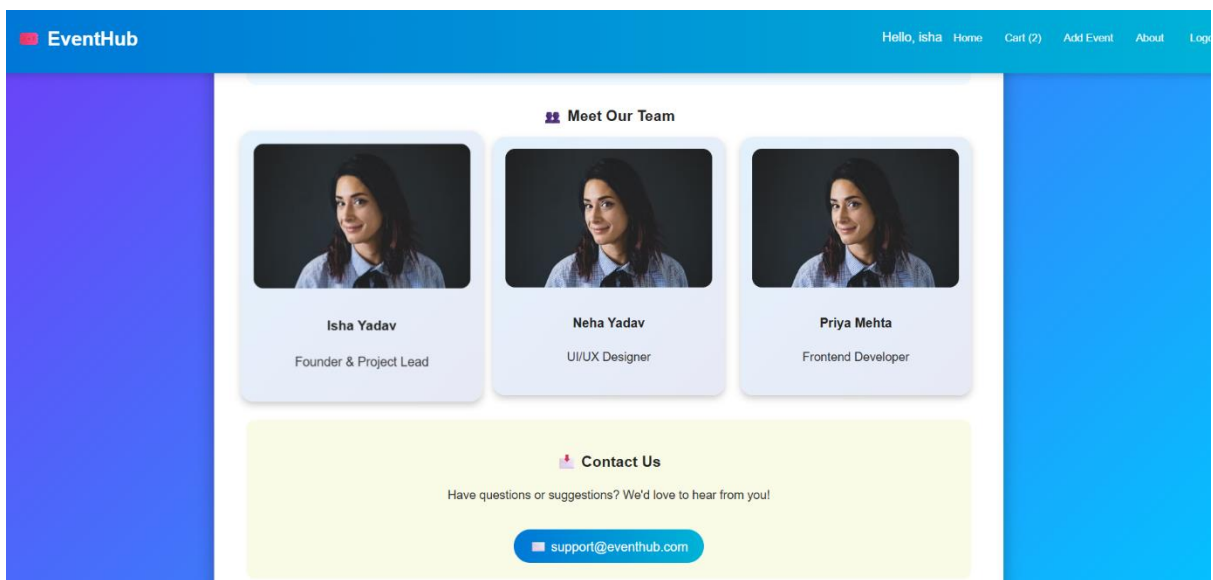 EventHub
Hello, isha Home Cart (2) Add Event About Logo
Meet Our Team
Isha Yadav
Founder & Project Lead
Neha Yadav
UI/UX Designer
Priya Mehta
Frontend Developer
Contact Us
Have questions or suggestions? We'd love to hear from you!
support@eventhub.com